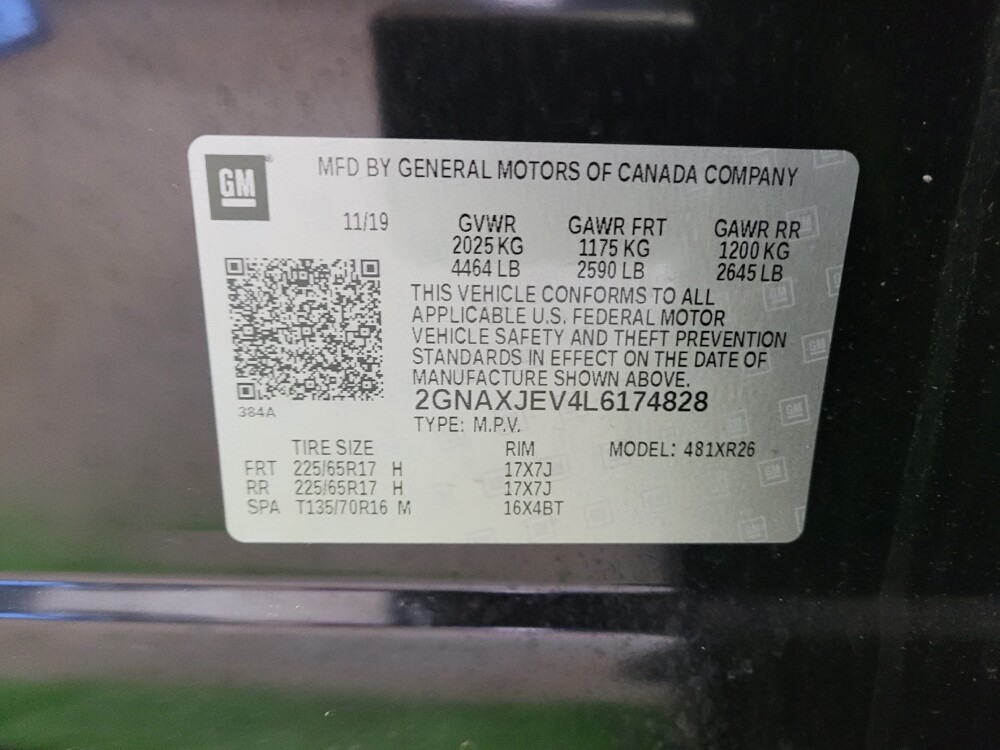 GM
MFD BY GENERAL MOTORS OF CANADA COMPANY
11/19 GVWR GAWR FRT GAWR RR
2025 KG 1175 KG 1200 KG
4464 LB 2590 LB 2645 LB
THIS VEHICLE CONFORMS TO ALL
APPLICABLE U.S. FEDERAL MOTOR
VEHICLE SAFETY AND THEFT PREVENTION
STANDARDS IN EFFECT ON THE DATE OF
MANUFACTURE SHOWN ABOVE.
384A
2GNAXJEV4L6174828
TYPE: M.P.V.
TIRE SIZE RIM MODEL: 481XR26
FRT 225/65R17 H 17X7J
RR 225/65R17 H 17X7J
SPA T135/70R16 M 16X4BT